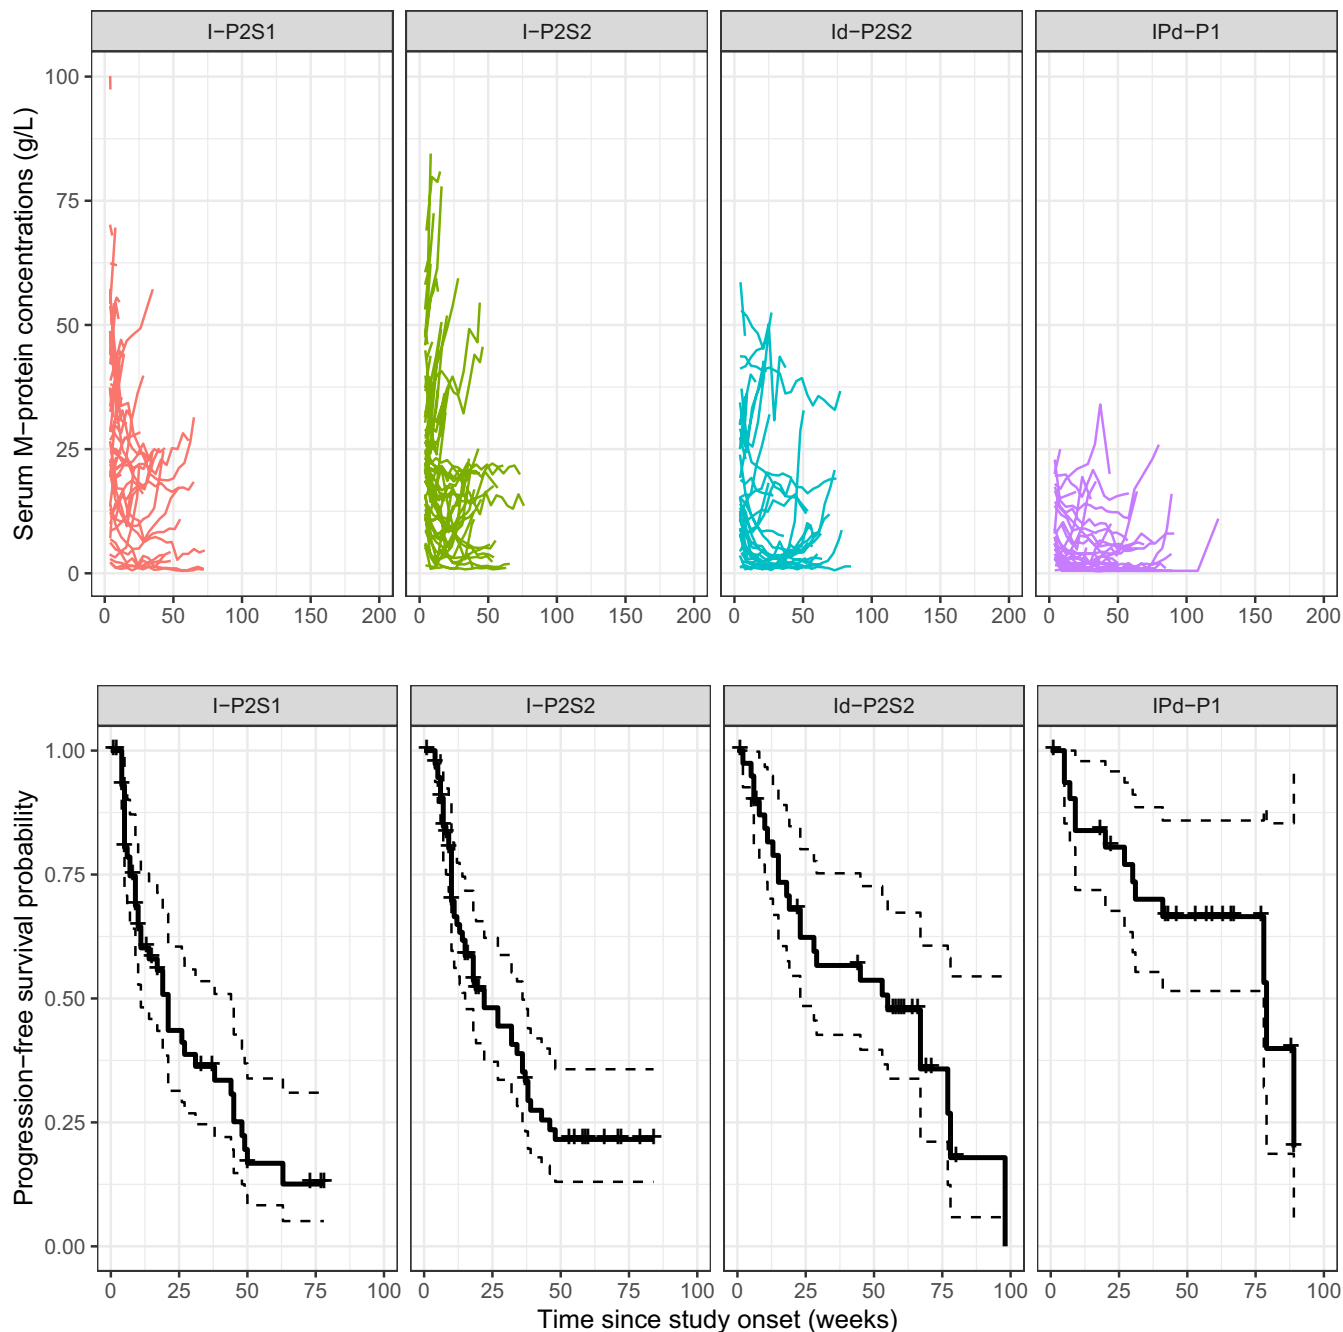 I−P2S1 I−P2S2 Id−P2S2 IPd−P1
Serum M−protein concentrations (g/L)
100
75
50
25
0
0 50 100 150 200 0 50 100 150 200 0 50 100 150 200 0 50 100 150 200
I−P2S1 I−P2S2 Id−P2S2 IPd−P1
Progression−free survival probability
1.00
0.75
0.50
0.25
0.00
0 25 50 75 100 0 25 50 75 100 0 25 50 75 100 0 25 50 75 100
Time since study onset (weeks)